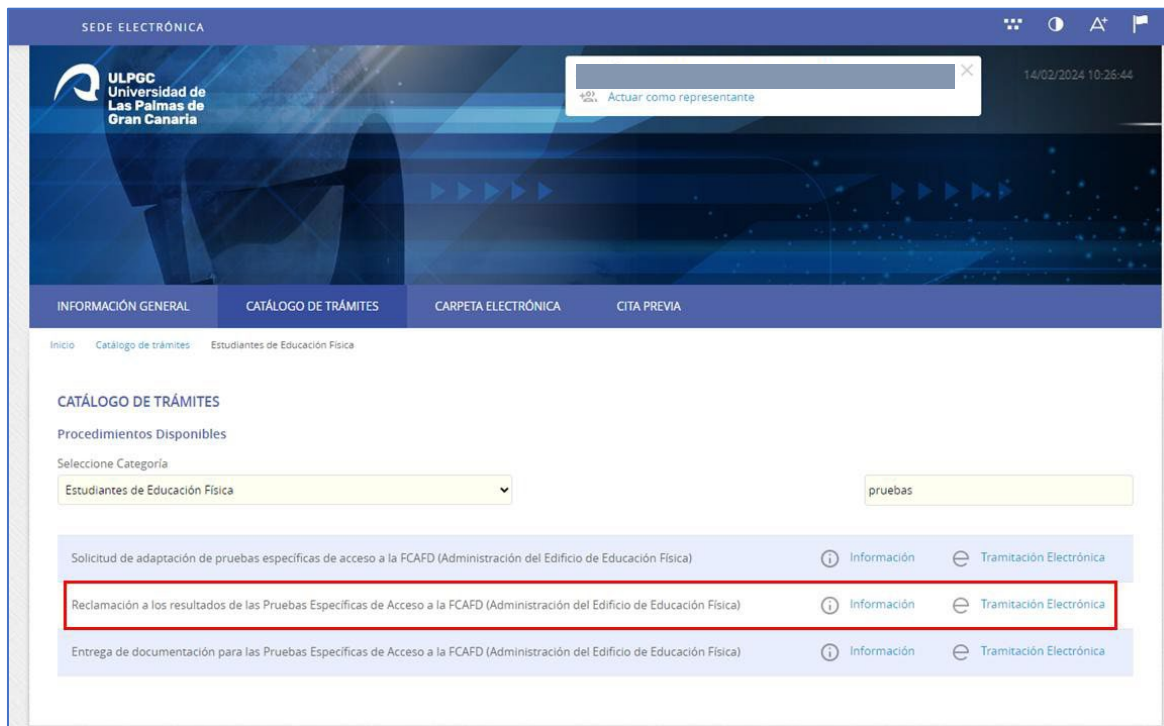 SEDE ELECTRÓNICA
A+
ULPGC
Universidad de
Las Palmas de
Gran Canaria
Actuar como representante
14/02/2024 10:26:44
INFORMACIÓN GENERAL CATÁLOGO DE TRÁMITES CARPETA ELECTRÓNICA CITA PREVIA
Inicio Catálogo de trámites Estudiantes de Educación Física
CATÁLOGO DE TRÁMITES
Procedimientos Disponibles
Seleccione Categoría
Estudiantes de Educación Física pruebas
Solicitud de adaptación de pruebas específicas de acceso a la FCAFD (Administración del Edificio de Educación Física) Información Tramitación Electrónica
Reclamación a los resultados de las Pruebas Específicas de Acceso a la FCAFD (Administración del Edificio de Educación Física) Información Tramitación Electrónica
Entrega de documentación para las Pruebas Específicas de Acceso a la FCAFD (Administración del Edificio de Educación Física) Información Tramitación Electrónica